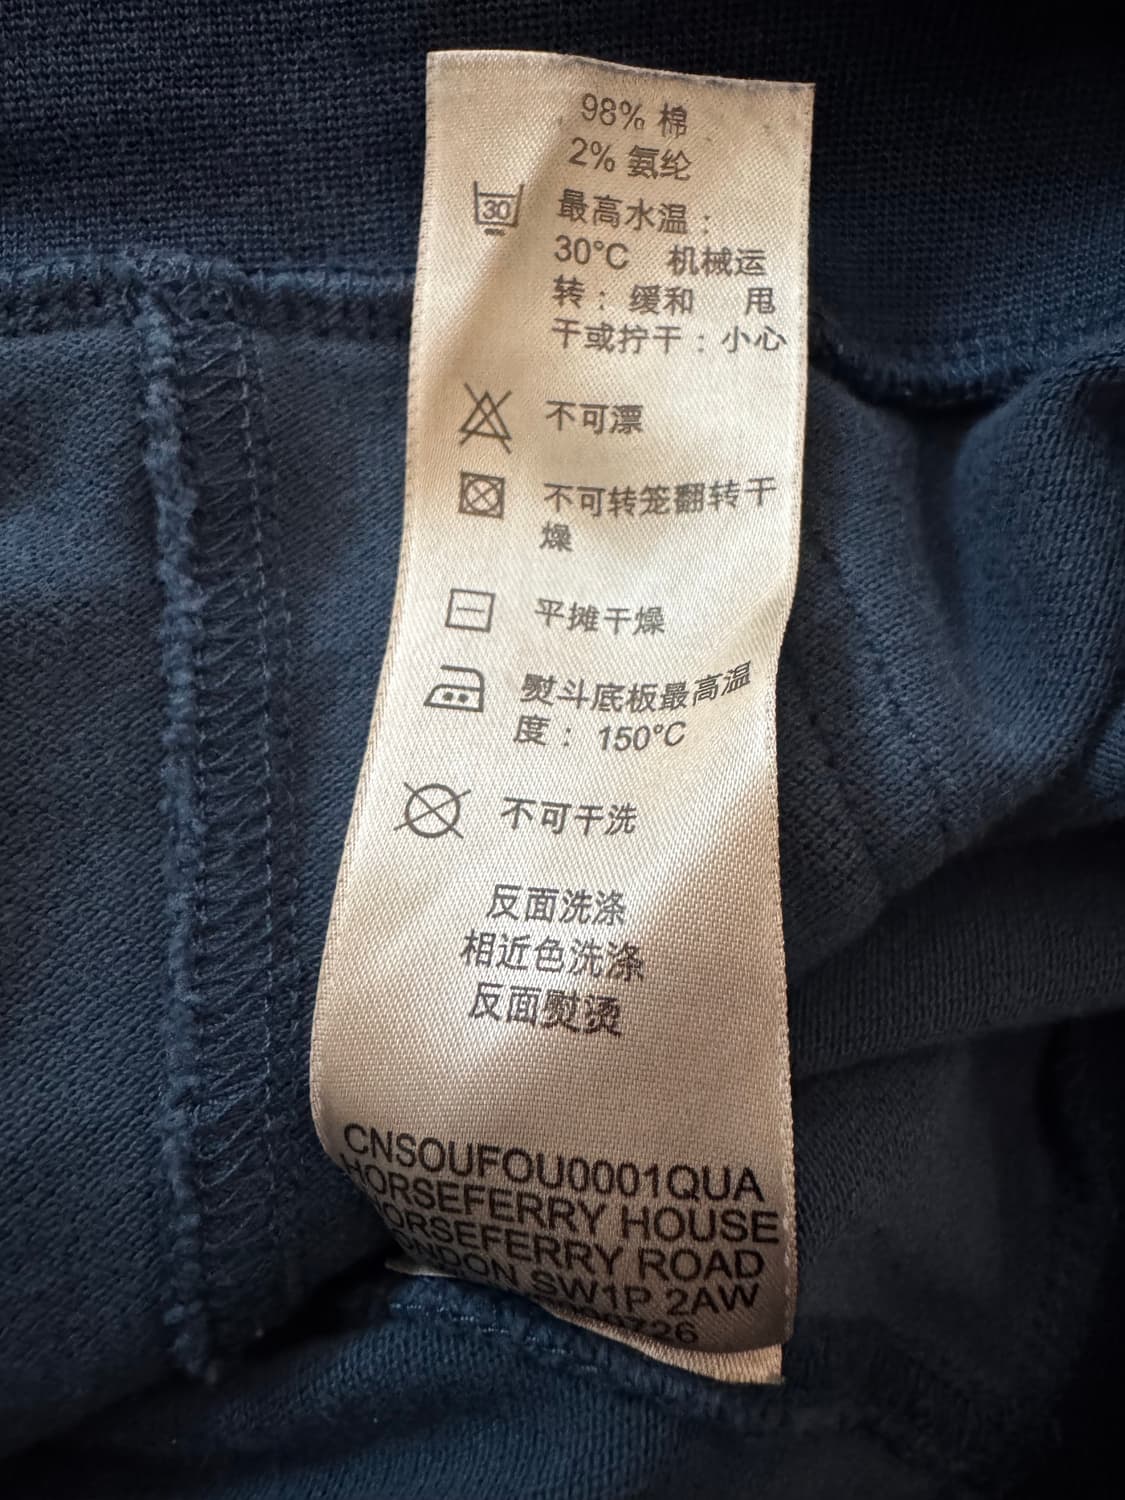 98% 棉
2% 氨纶
30
最高水温：
30°C 机械运
转： 缓和 甩
干或拧干：小心
不可漂
不可转笼翻转干
燥
平摊干燥
熨斗底板最高温
度： 150°C
不可干洗
反面洗涤
相近色洗涤
反面熨烫
CNSOUFOU0001QUA
HORSEFERRY HOUSE
HORSEFERRY ROAD
LONDON SW1P 2AW